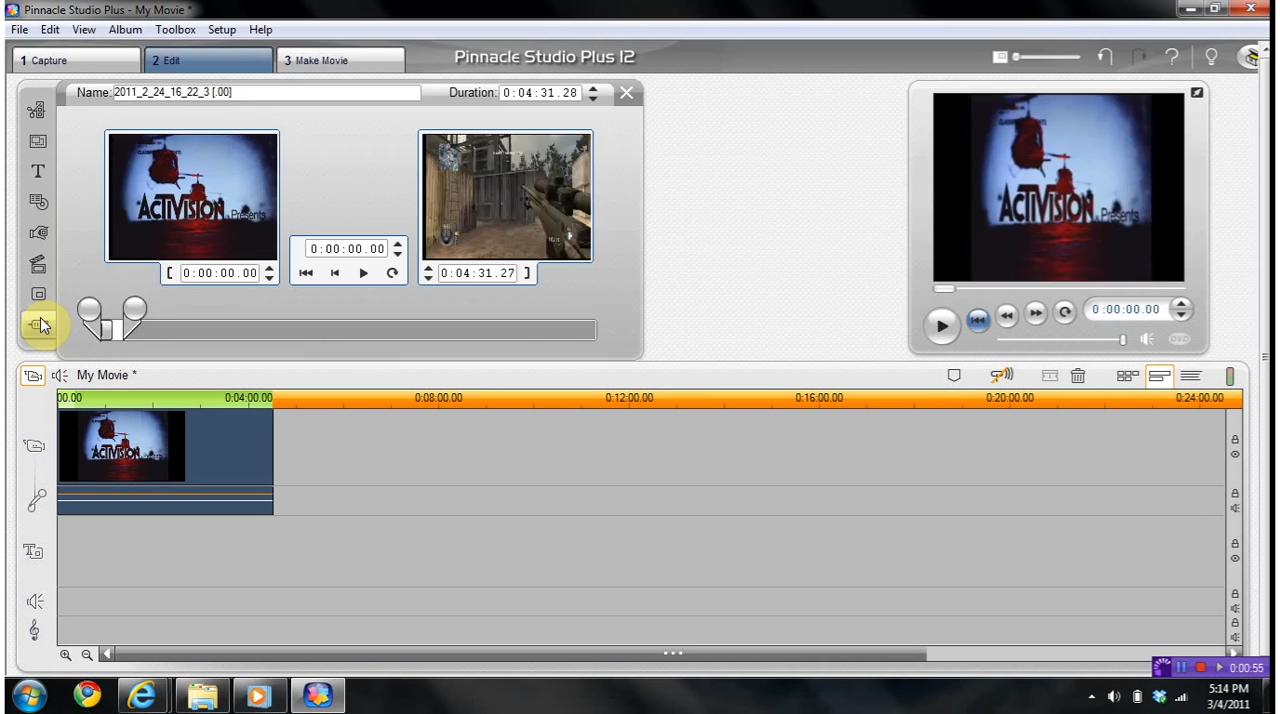 Pinnacle Studio Plus - My Movie *
File Edit View Album Toolbox Setup Help
1 Capture
2 Edit
3 Make Movie
Pinnacle Studio Plus 12
Name: 2011_2_24_16_22_3 [.00]
Duration: 0:04:31.28
ACTIVISION
Presents
0:00:00.00
[ 0:00:00.00
0:04:31.27 ]
ACTIVISION
Presents
0:00:00.00
My Movie *
00.00 0:04:00.00 0:08:00.00 0:12:00.00 0:16:00.00 0:20:00.00 0:24:00.00
ACTIVISION
0:00:55
5:14 PM
3/4/2011